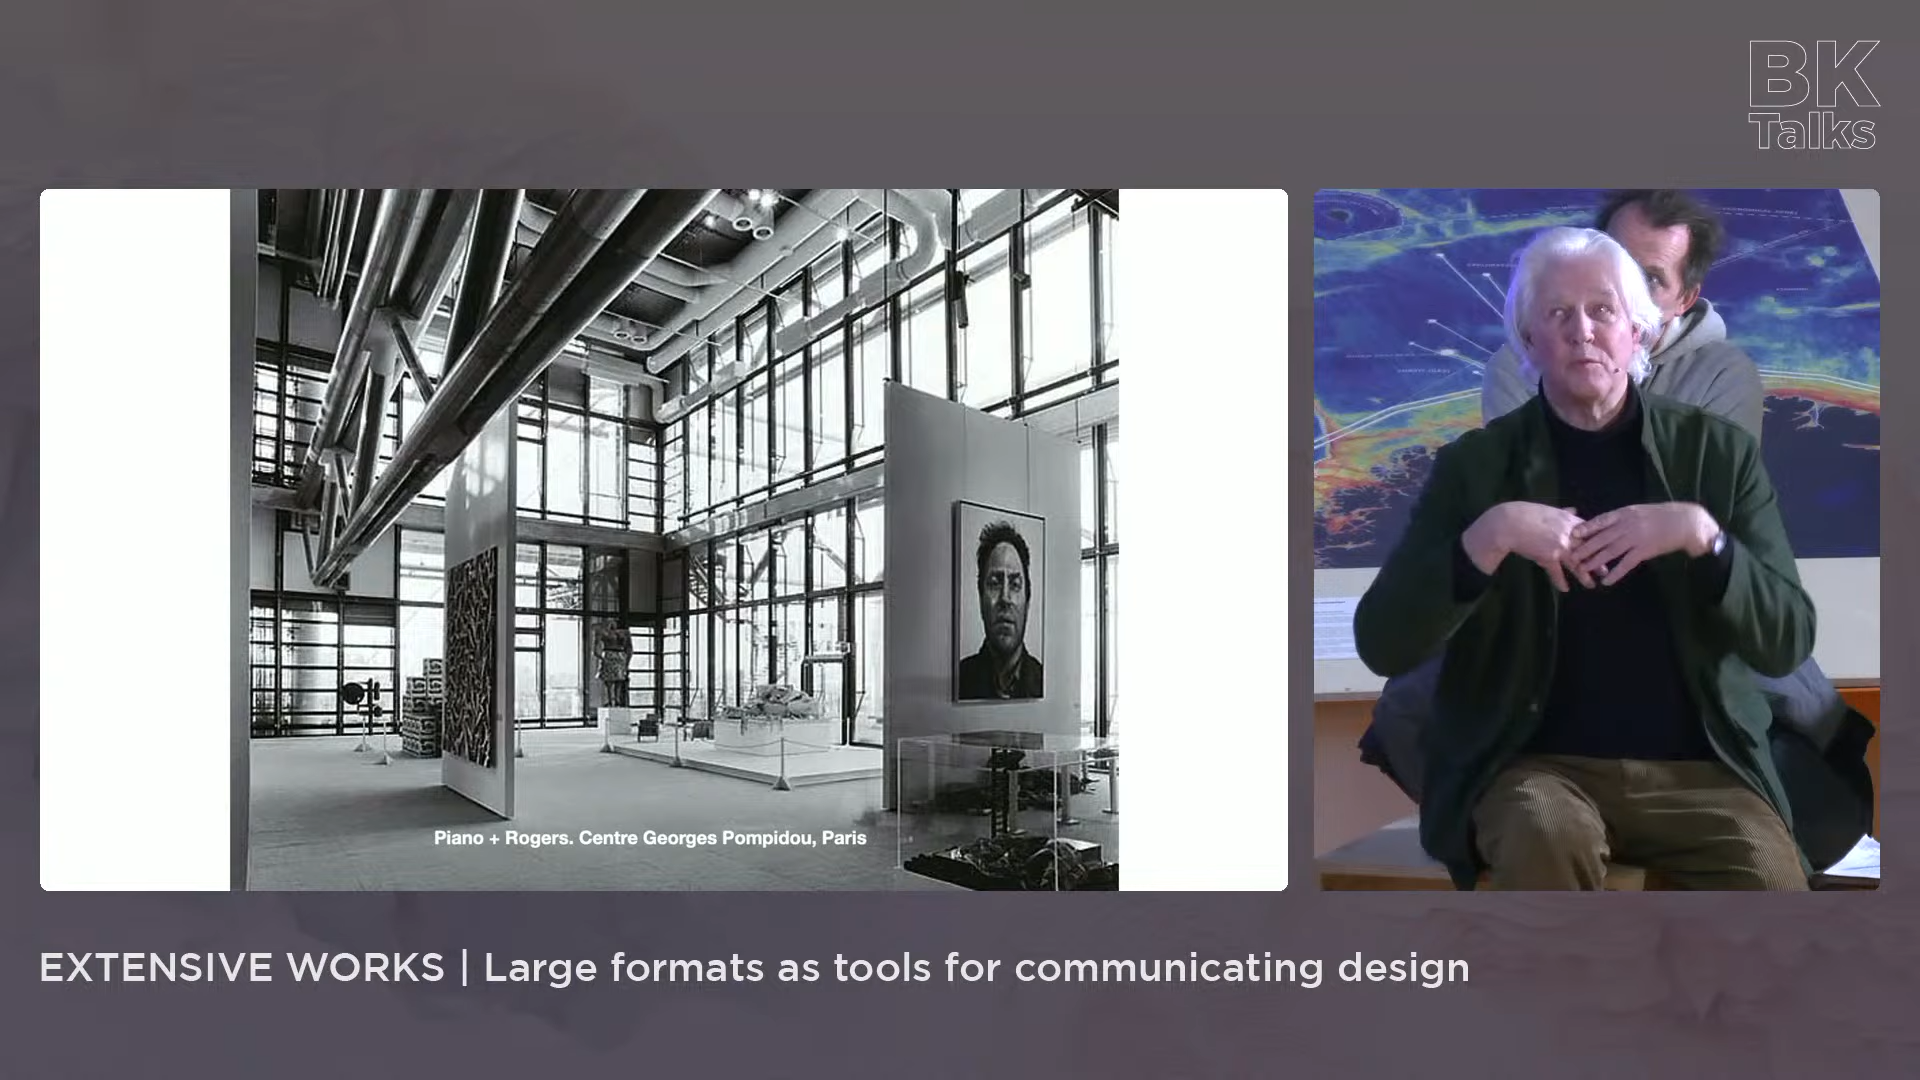 BK
Talks
Piano + Rogers. Centre Georges Pompidou, Paris
EXTENSIVE WORKS | Large formats as tools for communicating design